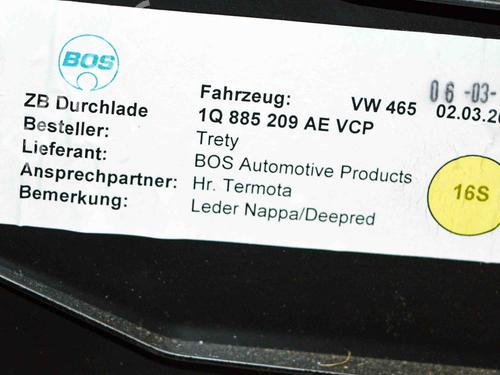 BOS
06 -03-
Fahrzeug: VW 465 02.03.20
ZB Durchlade 1Q 885 209 AE VCP
Besteller: Trety
Lieferant: BOS Automotive Products
Ansprechpartner: Hr. Termota
Bemerkung: Leder Nappa/Deepred
16S